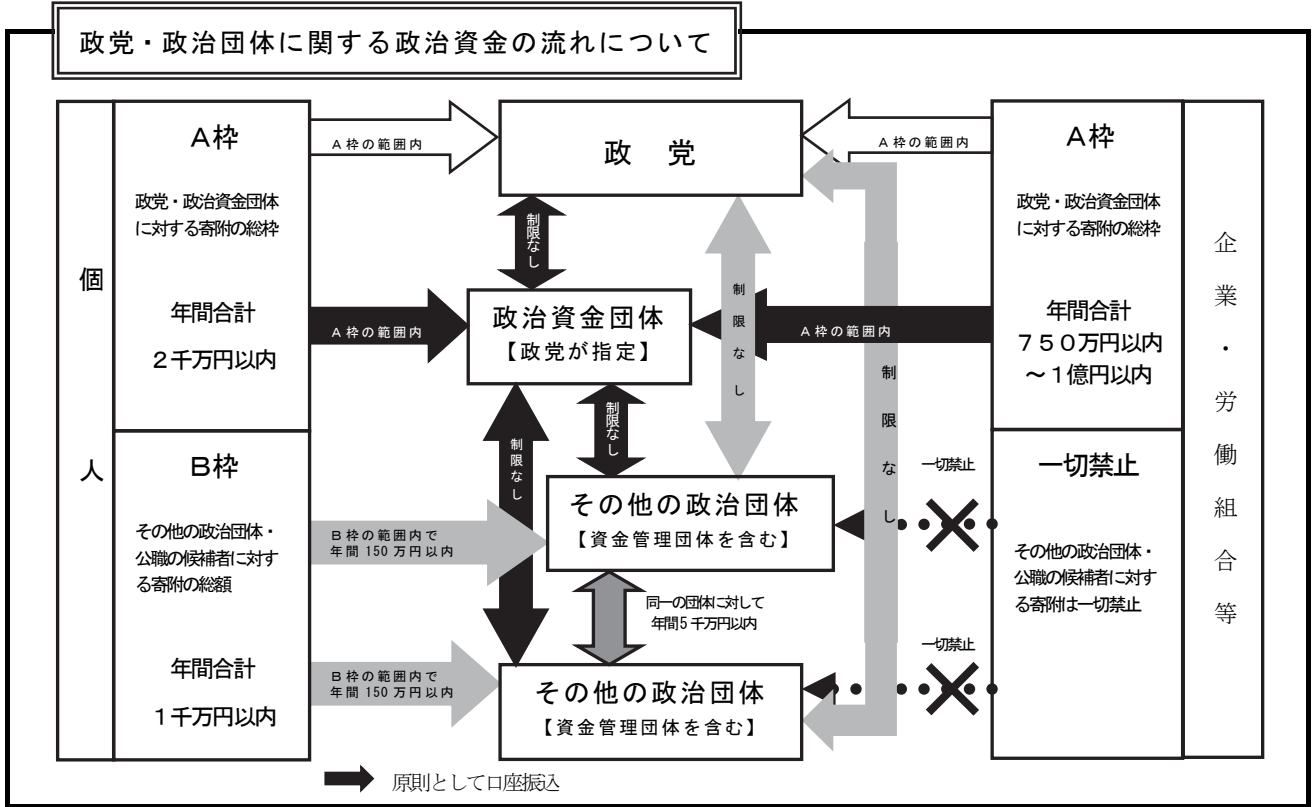 政党・政治団体に関する政治資金の流れについて
個人
A枠
政党・政治資金団体
に対する寄附の総枠
年間合計
2千万円以内
B枠
その他の政治団体・
公職の候補者に対す
る寄附の総額
年間合計
1千万円以内
A枠の範囲内
A枠の範囲内
B枠の範囲内で
年間150万円以内
B枠の範囲内で
年間150万円以内
政 党
制限なし
政治資金団体
【政党が指定】
制限なし
制限なし
制限なし
制限なし
その他の政治団体
【資金管理団体を含む】
同一の団体に対して
年間5千万円以内
その他の政治団体
【資金管理団体を含む】
A枠の範囲内
A枠の範囲内
一切禁止
一切禁止
A枠
政党・政治資金団体
に対する寄附の総枠
年間合計
750万円以内
~1億円以内
一切禁止
その他の政治団体・
公職の候補者に対す
る寄附は一切禁止
企業・労働組合等
原則として口座振込